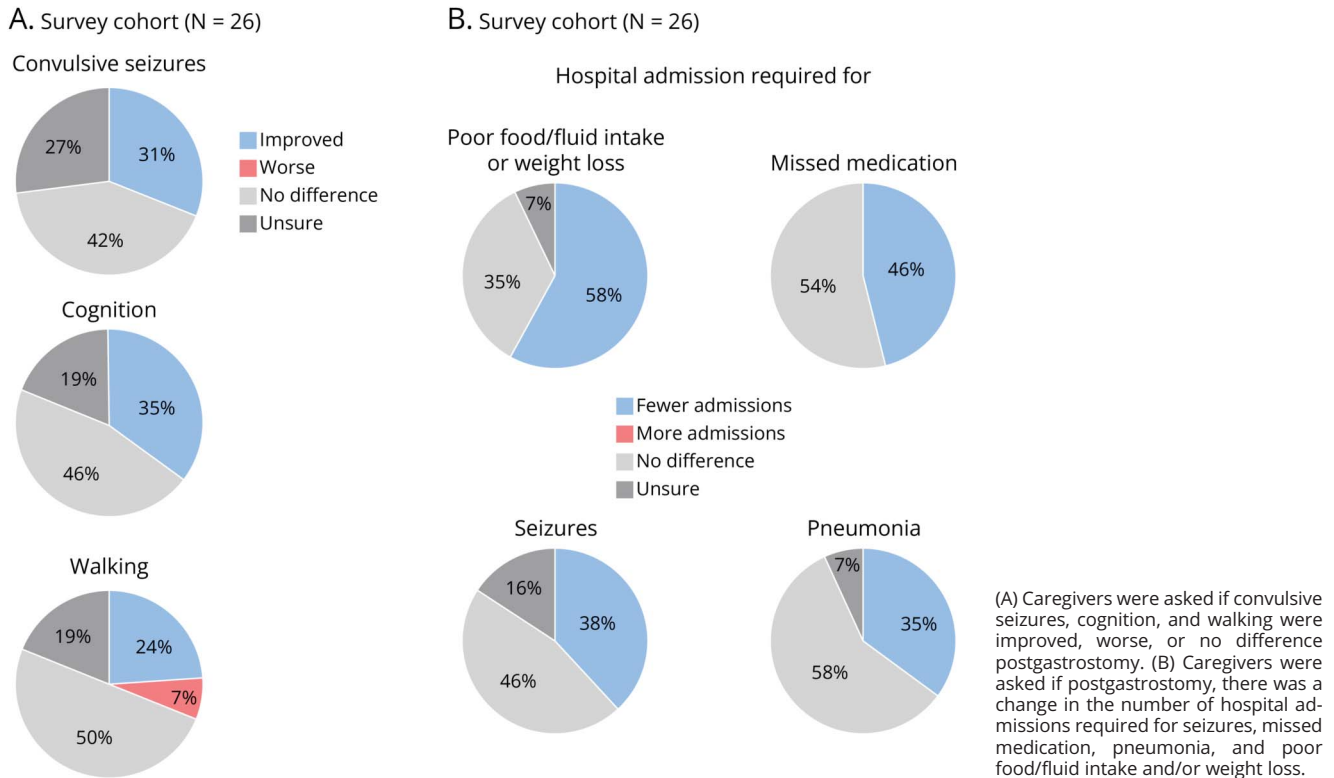 A. Survey cohort (N = 26)
Convulsive seizures
27%
31%
42%
Improved
Worse
No difference
Unsure
Cognition
19%
35%
46%
Walking
19%
24%
7%
50%
B. Survey cohort (N = 26)
Hospital admission required for
Poor food/fluid intake
or weight loss
7%
35%
58%
Missed medication
54%
46%
Fewer admissions
More admissions
No difference
Unsure
Seizures
16%
38%
46%
Pneumonia
7%
35%
58%
(A) Caregivers were asked if convulsive
seizures, cognition, and walking were
improved, worse, or no difference
postgastrostomy. (B) Caregivers were
asked if postgastrostomy, there was a
change in the number of hospital ad-
missions required for seizures, missed
medication, pneumonia, and poor
food/fluid intake and/or weight loss.